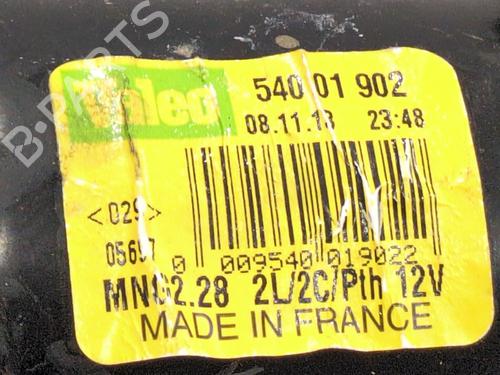 B-PARTS
Valeo
540 01 902
08.11.13 23:48
<029>
05697
0 009540 019022
MNG2.28 2L/2C/Pth 12V
MADE IN FRANCE